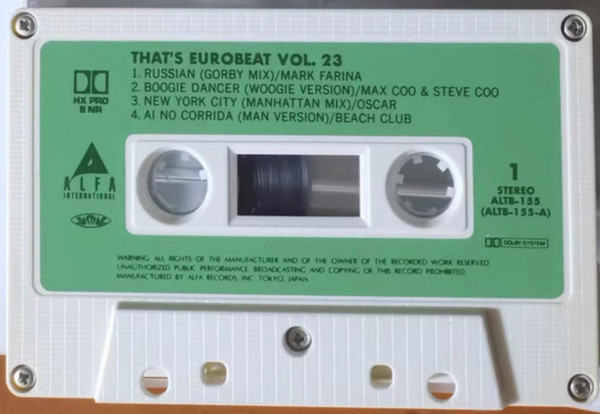 THAT'S EUROBEAT VOL. 23
1. RUSSIAN (GORBY MIX)/MARK FARINA
2. BOOGIE DANCER (WOOGIE VERSION)/MAX COO & STEVE COO
3. NEW YORK CITY (MANHATTAN MIX)/OSCAR
4. AI NO CORRIDA (MAN VERSION)/BEACH CLUB
HX PRO
B NR
ALFA
INTERNATIONAL
JASRAC
1
STEREO
ALTB-155
(ALTB-155-A)
DOLBY SYSTEM
WARNING: ALL RIGHTS OF THE MANUFACTURER AND OF THE OWNER OF THE RECORDED WORK RESERVED.
UNAUTHORIZED PUBLIC PERFORMANCE, BROADCASTING AND COPYING OF THIS RECORD PROHIBITED.
MANUFACTURED BY ALFA RECORDS, INC. TOKYO, JAPAN.